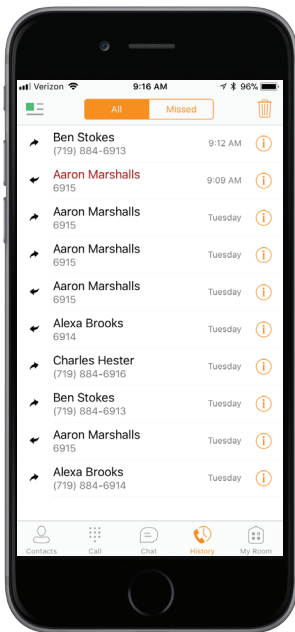 Verizon 9:16 AM 96%
All Missed
Ben Stokes
(719) 884-6913 9:12 AM
Aaron Marshalls
6915 9:09 AM
Aaron Marshalls
6915 Tuesday
Aaron Marshalls
6915 Tuesday
Aaron Marshalls
6915 Tuesday
Alexa Brooks
6914 Tuesday
Charles Hester
(719) 884-6916 Tuesday
Ben Stokes
(719) 884-6913 Tuesday
Aaron Marshalls
6915 Tuesday
Alexa Brooks
(719) 884-6914 Tuesday
Contacts Call Chat History My Room